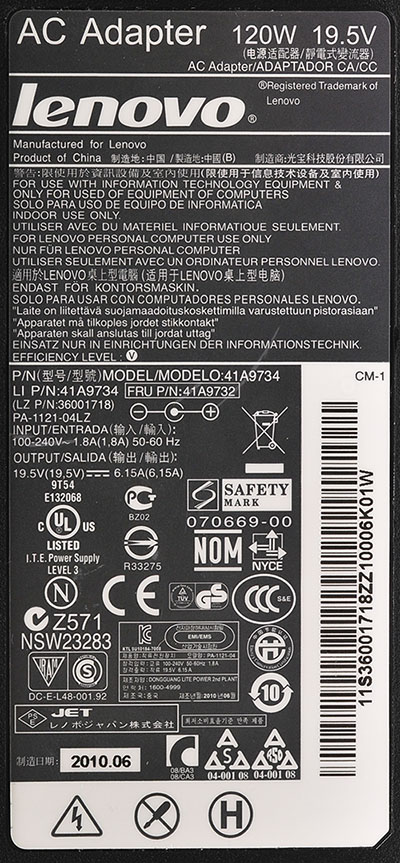 AC Adapter 120W 19.5V
(电源适配器/靜電式變流器)
AC Adapter/ADAPTADOR CA/CC
®Registered Trademark of
Lenovo
lenovo®
Manufactured for Lenovo
Product of China 制造地:中国/製造地:中國(B) 制造商:光宝科技股份有限公司
警告:限使用於資訊設備及室內使用(限使用于信息技术设备及室内)
FOR USE WITH INFORMATION TECHNOLOGY EQUIPMENT &
ONLY FOR USED OF EQUIPMENT OF COMPUTERS
SOLO PARA USO DE EQUIPO DE INFORMATICA
INDOOR USE ONLY.
UTILISER AVEC DU MATERIEL INFORMATIQUE SEULEMENT.
FOR LENOVO PERSONAL COMPUTER USE ONLY
NUR FÜR LENOVO PERSONAL COMPUTER
UTILISER SEULEMENT AVEC UN ORDINATEUR PERSONNEL LENOVO.
適用於LENOVO桌上型電腦 (适用于LENOVO桌上型电脑)
ENDAST FÖR KONTORSMASKIN.
SOLO PARA USAR CON COMPUTADORES PERSONALES LENOVO.
"Laite on liitettävä suojamaadoituskoskettimilla varustettuun pistorasiaan"
"Apparatet må tilkoples jordet stikkontakt"
"Apparaten skall anslutas till jordat uttag"
EINSATZ NUR IN EINRICHTUNGEN DER INFORMATIONSTECHNIK.
EFFICIENCY LEVEL: V
P/N(型号/型號)MODEL/MODELO:41A9734
CM-1
LI P/N:41A9734 FRU P/N:41A9732
(LZ P/N:36001718)
PA-1121-04LZ
INPUT/ENTRADA(输入/輸入):
100-240V~ 1.8A(1,8A) 50-60 Hz
OUTPUT/SALIDA (输出/輸出):
19.5V(19,5V) 6.15A(6,15A)
9T54
E132068
C UL US
LISTED
I.T.E. Power Supply
LEVEL 3
BZ02
R33275
SAFETY
MARK
070669-00
NOM
NYCE
N
CE
TUV
GS
CCC S&E
Z571
NSW23283
EMI/EMS
DC-E-L48-001.92
10
PSE JET
レノボジャパン株式会社
制造日期: 2010.06
08/BA3
08/CA3
04-001 08
04-001 08
H
11S36001718ZZ10006K01W